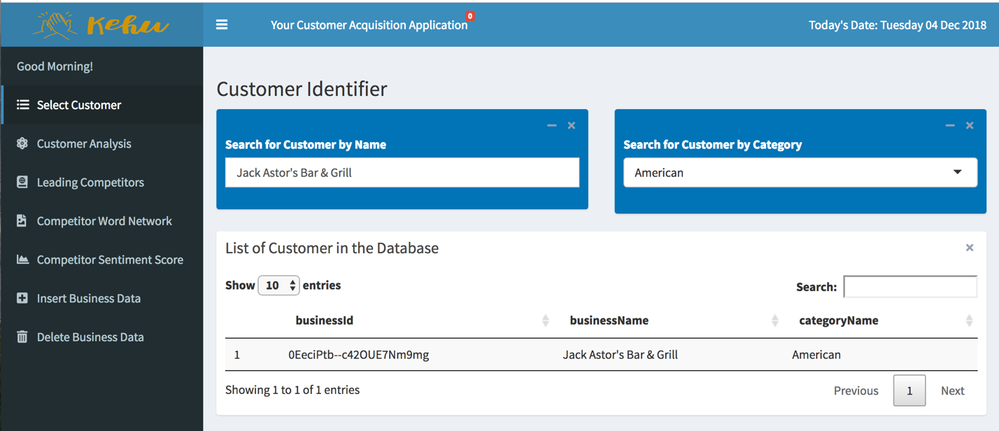 Kehu
Your Customer Acquisition Application 0
Today's Date: Tuesday 04 Dec 2018
Good Morning!
Select Customer
Customer Analysis
Leading Competitors
Competitor Word Network
Competitor Sentiment Score
Insert Business Data
Delete Business Data
Customer Identifier
Search for Customer by Name
Jack Astor's Bar & Grill
Search for Customer by Category
American
List of Customer in the Database
Show 10 entries
Search:
businessId businessName categoryName
1 0EeciPtb--c42OUE7Nm9mg Jack Astor's Bar & Grill American
Showing 1 to 1 of 1 entries
Previous 1 Next